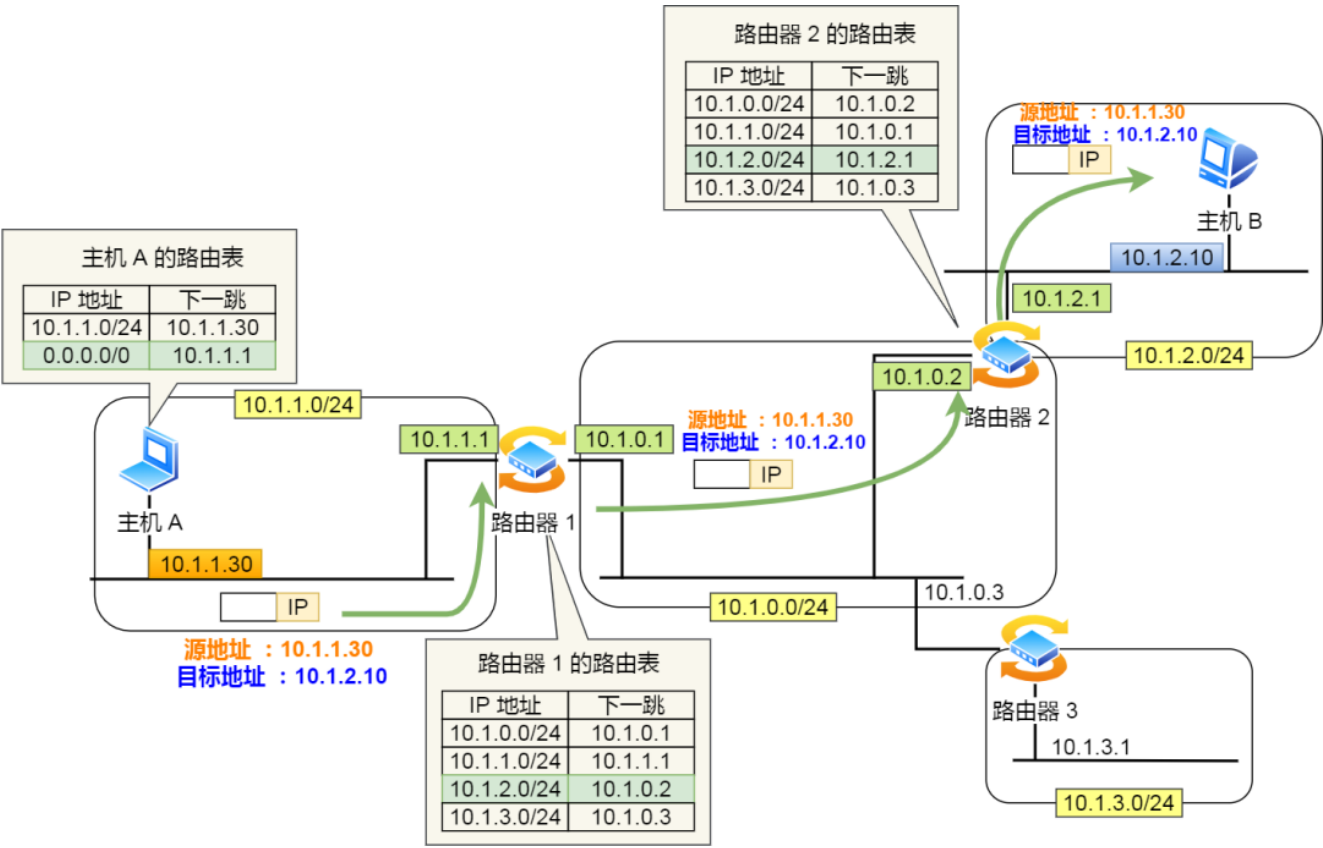 路由器 2 的路由表
IP 地址 下一跳
10.1.0.0/24 10.1.0.2
10.1.1.0/24 10.1.0.1
10.1.2.0/24 10.1.2.1
10.1.3.0/24 10.1.0.3
源地址 ：10.1.1.30
目标地址 ：10.1.2.10
IP
主机 B
10.1.2.10
10.1.2.1
10.1.2.0/24
主机 A 的路由表
IP 地址 下一跳
10.1.1.0/24 10.1.1.30
0.0.0.0/0 10.1.1.1
10.1.1.0/24
主机 A
10.1.1.30
IP
源地址 ：10.1.1.30
目标地址 ：10.1.2.10
10.1.1.1
路由器 1
10.1.0.1
源地址 ：10.1.1.30
目标地址 ：10.1.2.10
IP
10.1.0.2
路由器 2
10.1.0.0/24
10.1.0.3
路由器 1 的路由表
IP 地址 下一跳
10.1.0.0/24 10.1.0.1
10.1.1.0/24 10.1.1.1
10.1.2.0/24 10.1.0.2
10.1.3.0/24 10.1.0.3
路由器 3
10.1.3.1
10.1.3.0/24